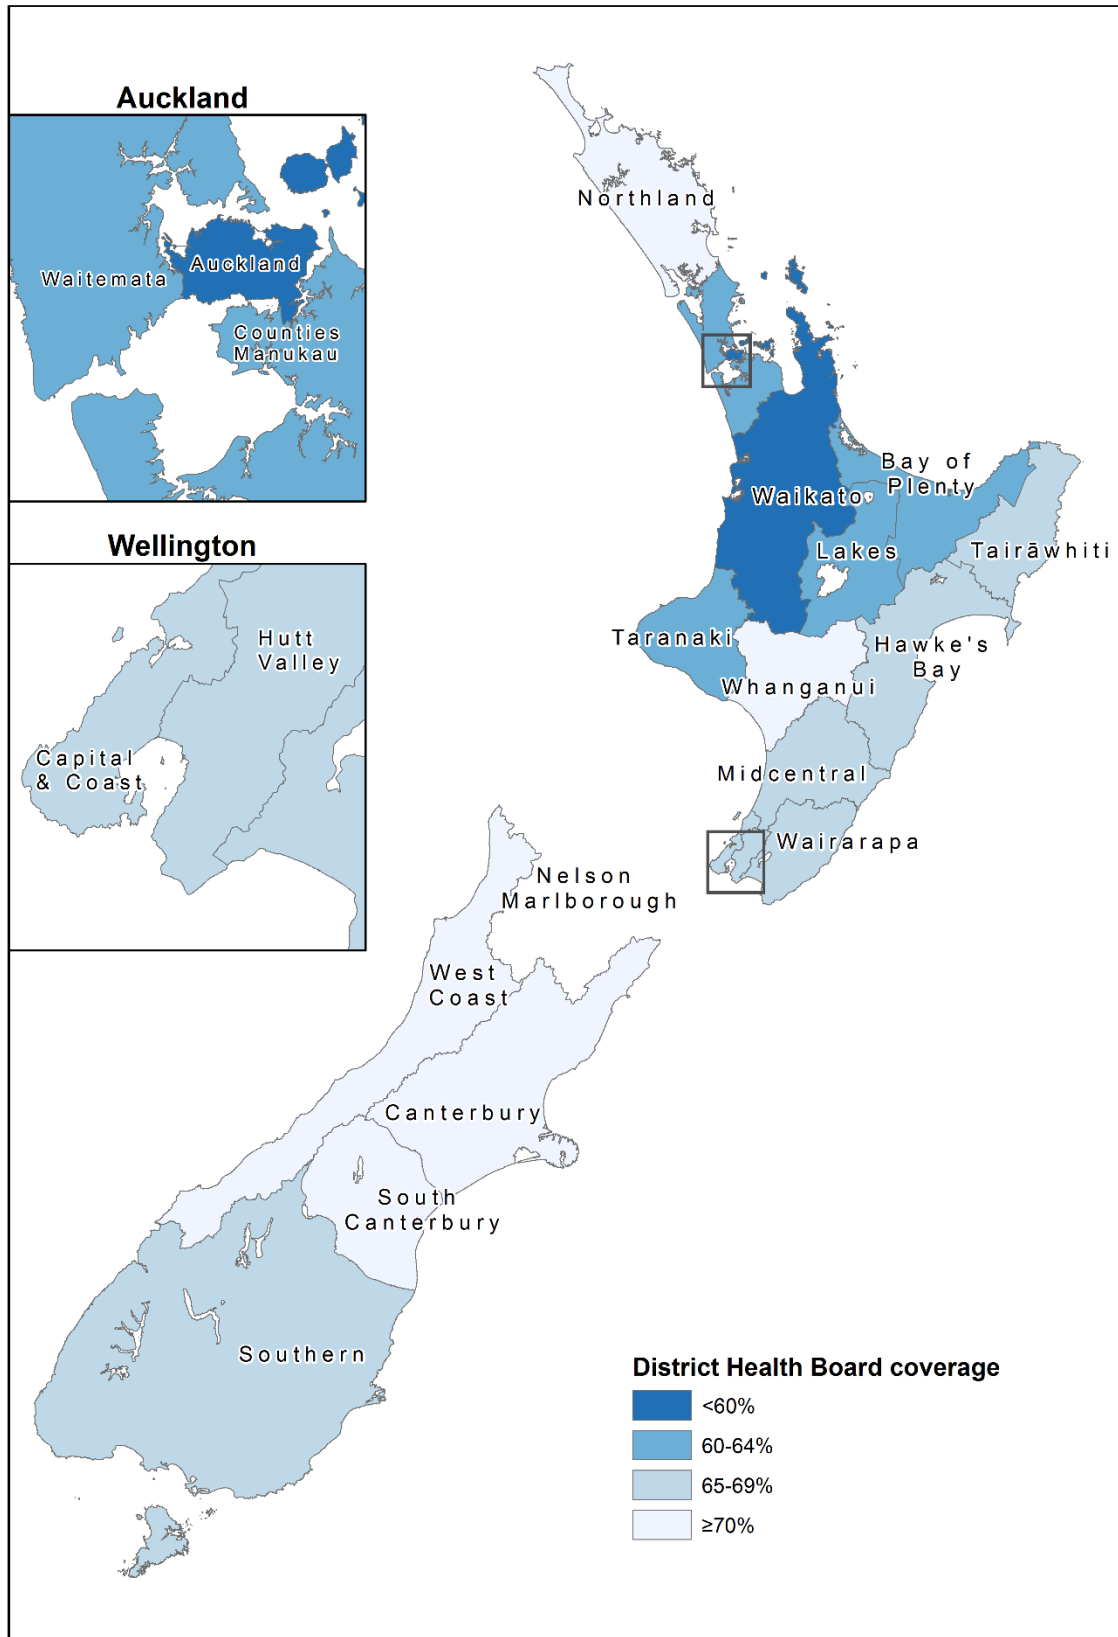 Auckland
Waitemata
Auckland
Counties
Manukau
Wellington
Hutt
Valley
Capital
& Coast
Northland
Bay of
Plenty
Waikato
Lakes
Tairāwhiti
Taranaki
Hawke's
Bay
Whanganui
Midcentral
Wairarapa
Nelson
Marlborough
West
Coast
Canterbury
South
Canterbury
Southern
District Health Board coverage
<60%
60-64%
65-69%
≥70%